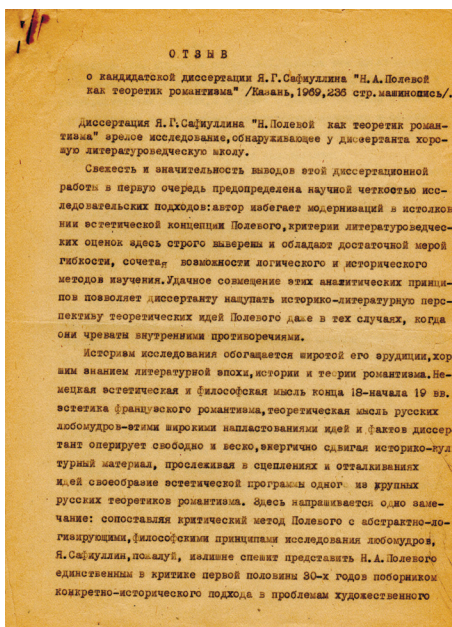 ОТЗЫВ
о кандидатской диссертации Я.Г.Сафиуллина "Н.А.Полевой
как теоретик романтизма" /Казань,1969,236 стр.машинопись/.
Диссертация Я.Г.Сафиуллина "Н.Полевой как теоретик роман-
тизма" зрелое исследование,обнаруживающее у диссертанта хоро-
шую литературоведческую школу.
Свежесть и значительность выводов этой диссертационной
работы в первую очередь предопределена научной четкостью исс-
ледовательских подходов:автор избегает модернизаций в истолков
нии эстетической концепции Полевого,критерии литературоведчес-
ких оценок здесь строго выверены и обладают достаточной мерой
гибкости, сочетая возможности логического и исторического
методов изучения.Удачное совмещение этих аналитических принци-
пов позволяет диссертанту нащупать историко-литературную перс-
пективу теоретических идей Полевого даже в тех случаях, когда
они чреваты внутренними противоречиями.
Историзм исследования обогащается широтой его эрудиции,хор
шим знанием литературной эпохи,истории и теории романтизма.Не-
мецкая эстетическая и философская мысль конца 18-начала 19 вв.
эстетика французского романтизма,теоретическая мысль русских
любомудров-этими широкими напластованиями идей и фактов диссер
тант оперирует свободно и веско,энергично сдвигая историко-кул
турный материал, прослеживая в сцеплениях и отталкиваниях
идей своеобразие эстетической программы одного из крупных
русских теоретиков романтизма. Здесь напрашивается одно заме-
чание: сопоставляя критический метод Полевого с абстрактно-ло-
гизирующими,философскими принципами исследования любомудров,
Я.Сафиуллин,пожалуй, излишне спешит представить Н.А.Полевого
единственным в критике первой половины 30-х годов поборником
конкретно-исторического подхода в проблемам художественного